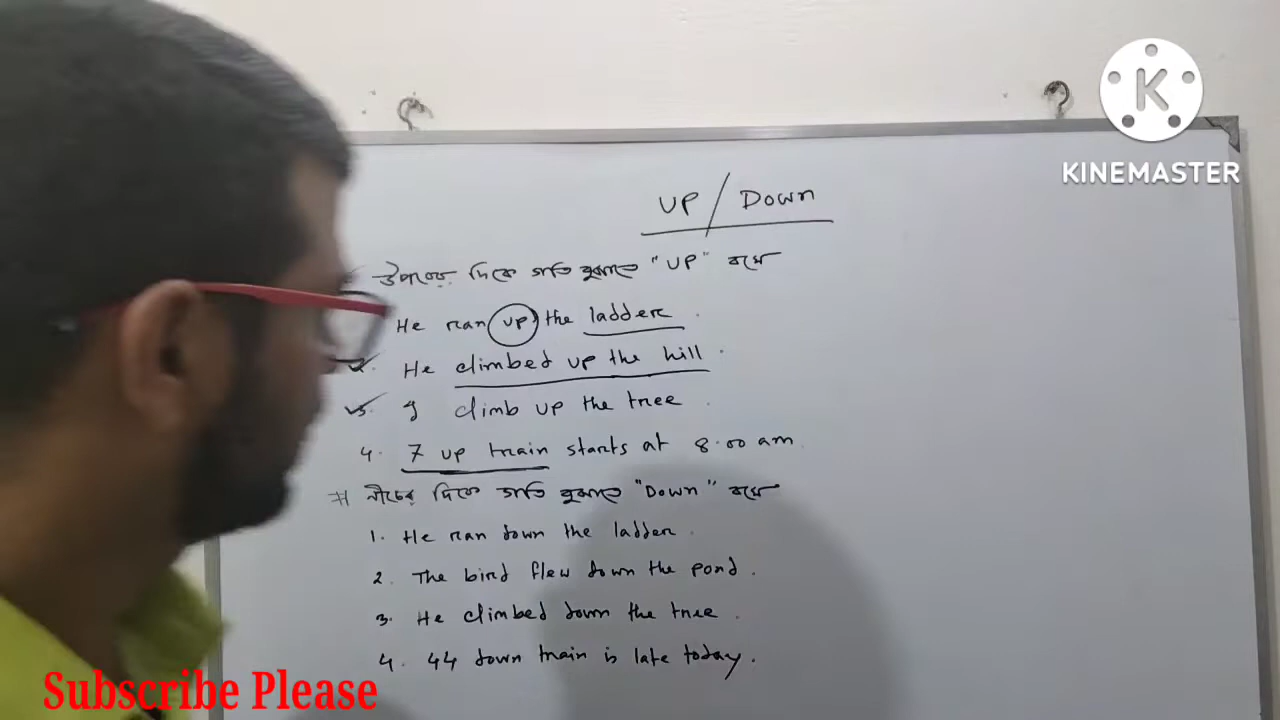 UP / Down
উপরের দিকে গতি বুঝাতে "UP" বসে
He ran up the ladder.
2. He climbed up the hill.
3. I climb up the tree.
4. 7 up train starts at 8.00 am
# নীচের দিকে গতি বুঝাতে "Down" বসে
1. He ran down the ladder.
2. The bird flew down the pond.
3. He climbed down the tree.
4. 44 down train is late today.
K
KINEMASTER
Subscribe Please